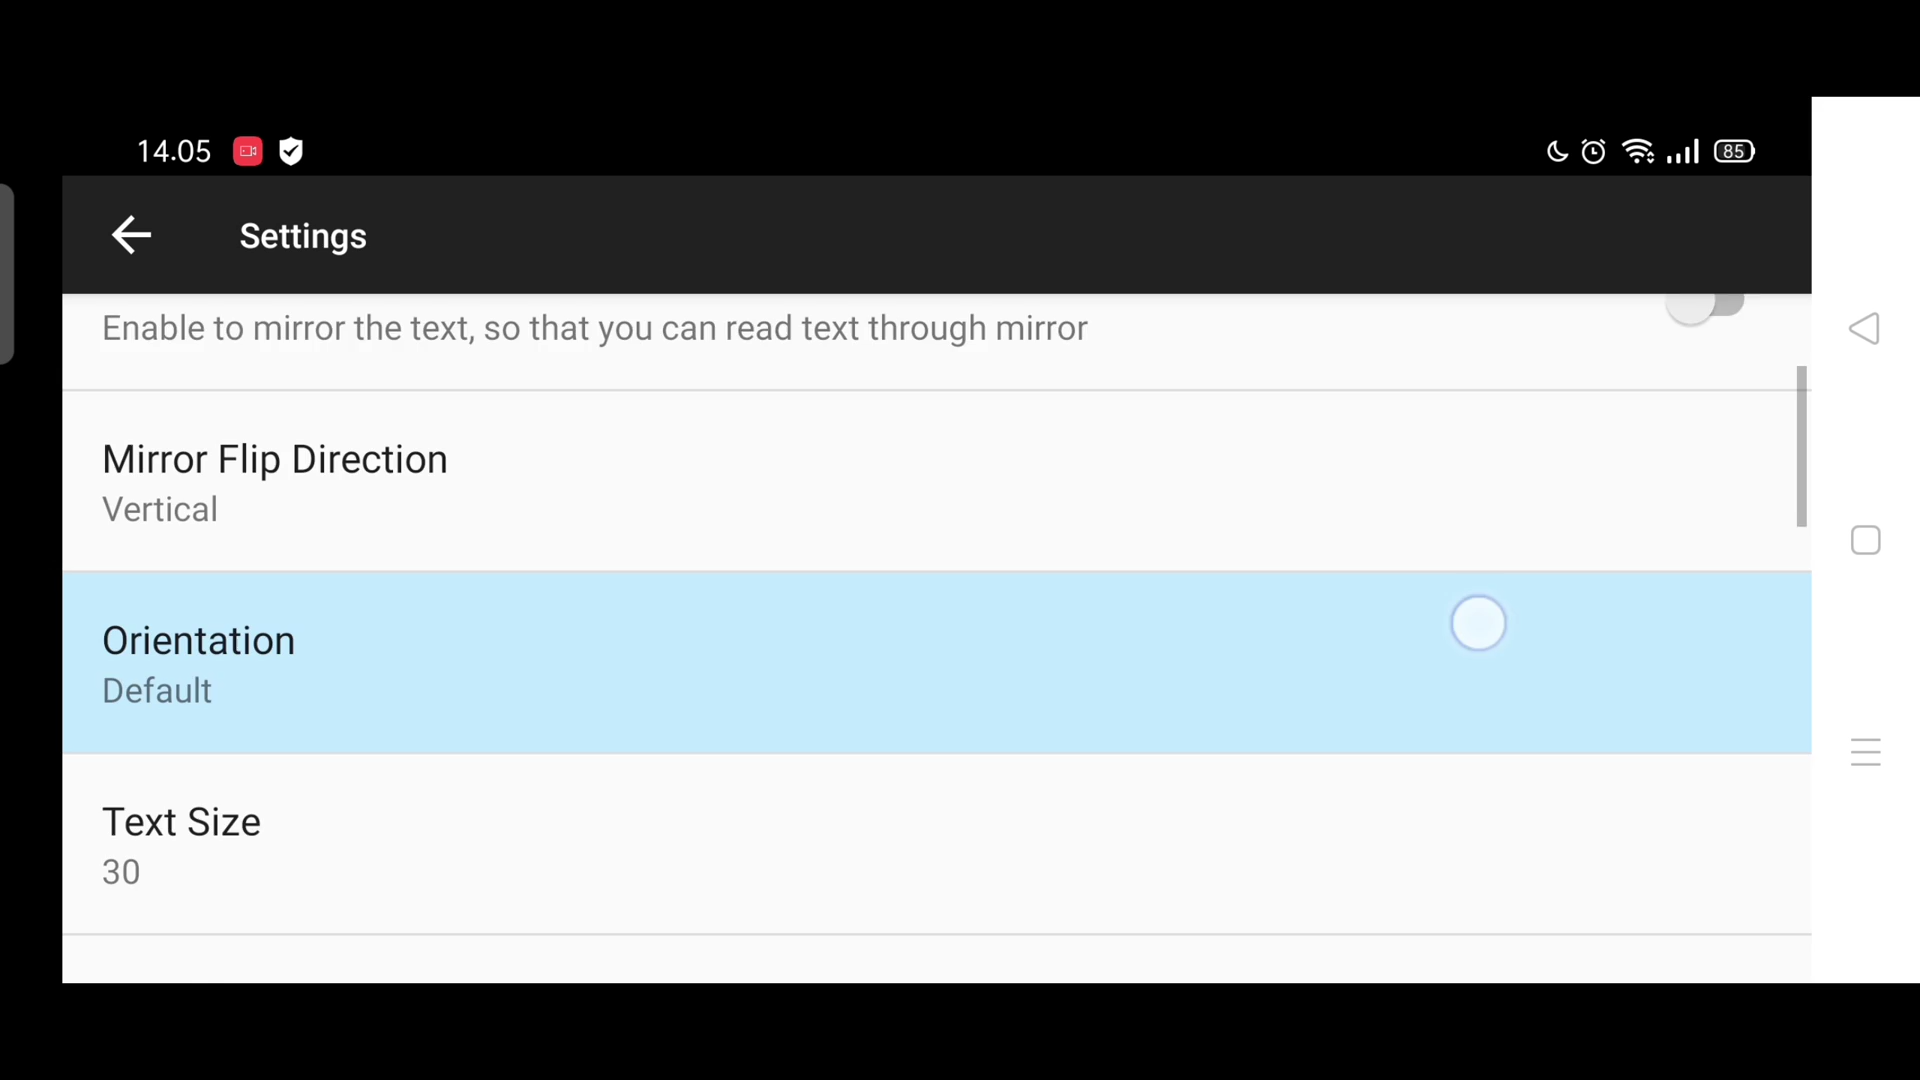 14.05
85
Settings
Enable to mirror the text, so that you can read text through mirror
Mirror Flip Direction
Vertical
Orientation
Default
Text Size
30